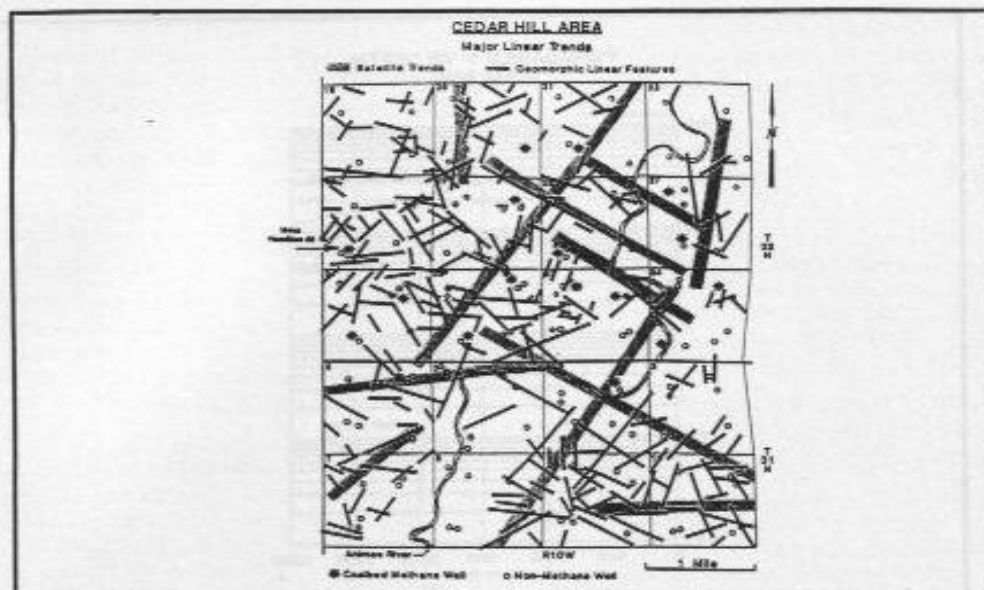 CEDAR HILL AREA
Major Linear Trends
Satellite Trends
Geomorphic Linear Features
31
N
T
32
N
T
31
N
Animas River
R10W
1 Mile
Coalbed Methane Well
Non-Methane Well